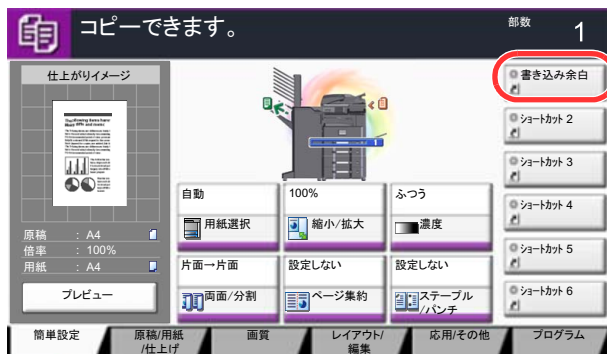 コピーできます。
部数
1
仕上がりイメージ
原稿 : A4
倍率 : 100%
用紙 : A4
プレビュー
1
自動
用紙選択
100%
縮小/拡大
ふつう
濃度
片面→片面
両面/分割
設定しない
ページ集約
設定しない
ステープル
/パンチ
書き込み余白
ショートカット 2
ショートカット 3
ショートカット 4
ショートカット 5
ショートカット 6
簡単設定
原稿/用紙
/仕上げ
画質
レイアウト/
編集
応用/その他
プログラム